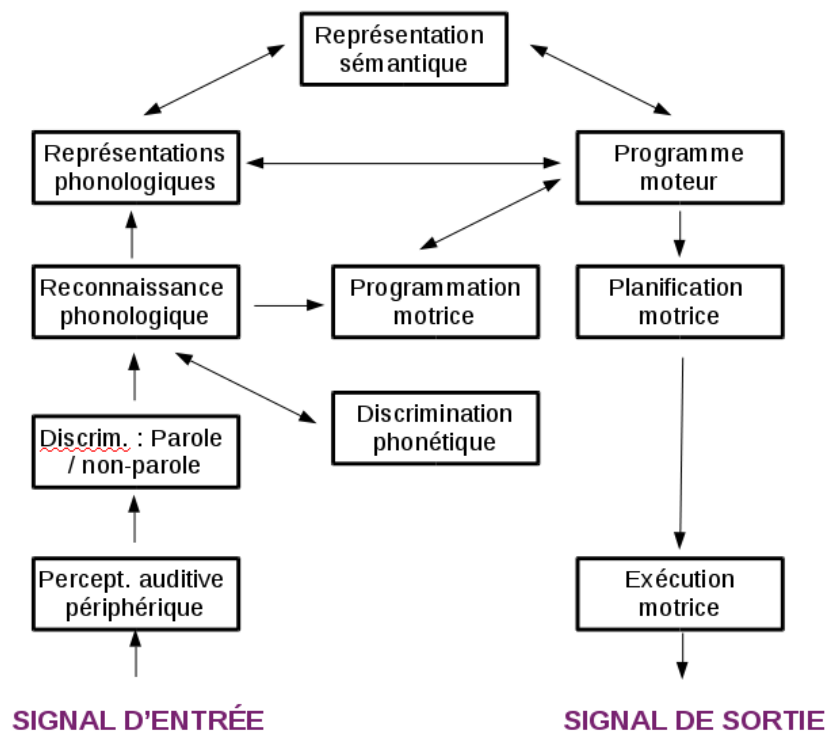 Représentation
sémantique
Représentations
phonologiques
Programme
moteur
Reconnaissance
phonologique
Programmation
motrice
Planification
motrice
Discrimination
phonétique
Discrim. : Parole
/ non-parole
Percept. auditive
périphérique
Exécution
motrice
SIGNAL D'ENTRÉE
SIGNAL DE SORTIE